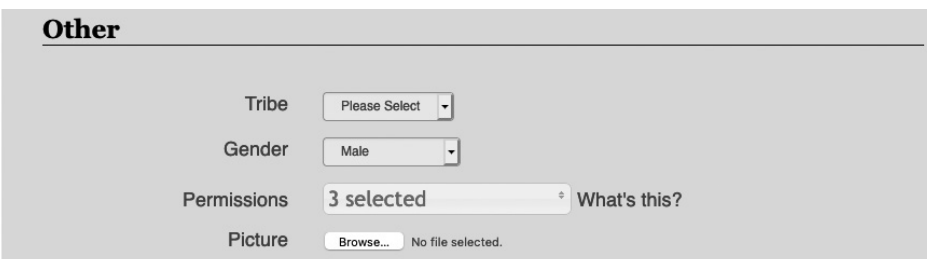 Other
Tribe Please Select
Gender Male
Permissions 3 selected What's this?
Picture Browse... No file selected.